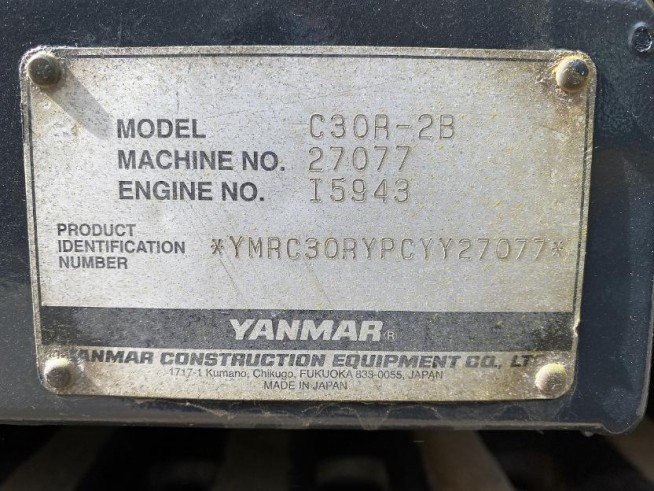 MODEL C30R-2B
MACHINE NO. 27077
ENGINE NO. I5943
PRODUCT
IDENTIFICATION *YMRC30RYPCYY27077*
NUMBER
YANMAR®
YANMAR CONSTRUCTION EQUIPMENT CO., LTD
1717-1 Kumano, Chikugo, FUKUOKA 833-0055, JAPAN
MADE IN JAPAN